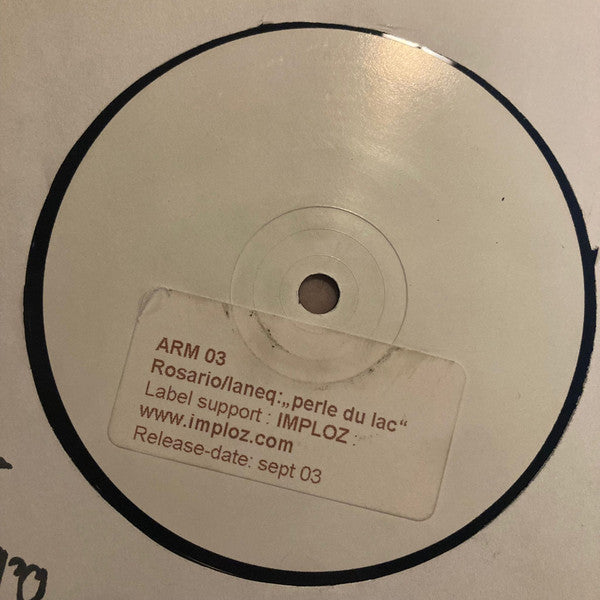 ARM 03
Rosario/laneq:„perle du lac“
Label support : IMPLOZ :
www.imploz.com
Release-date: sept 03